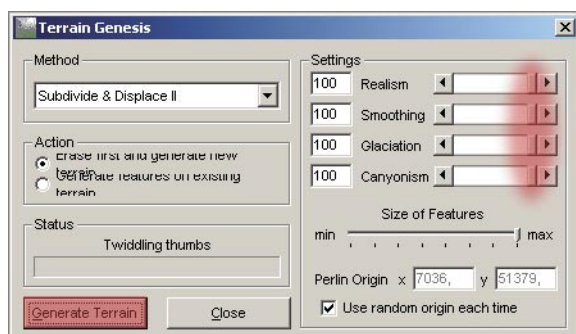 Terrain Genesis
Method
Subdivide & Displace II
Action
Erase first and generate new
terrain
Generate features on existing
terrain
Status
Twiddling thumbs
Generate Terrain
Close
Settings
100 Realism
100 Smoothing
100 Glaciation
100 Canyonism
Size of Features
min max
Perlin Origin x 7036, y 51379,
Use random origin each time